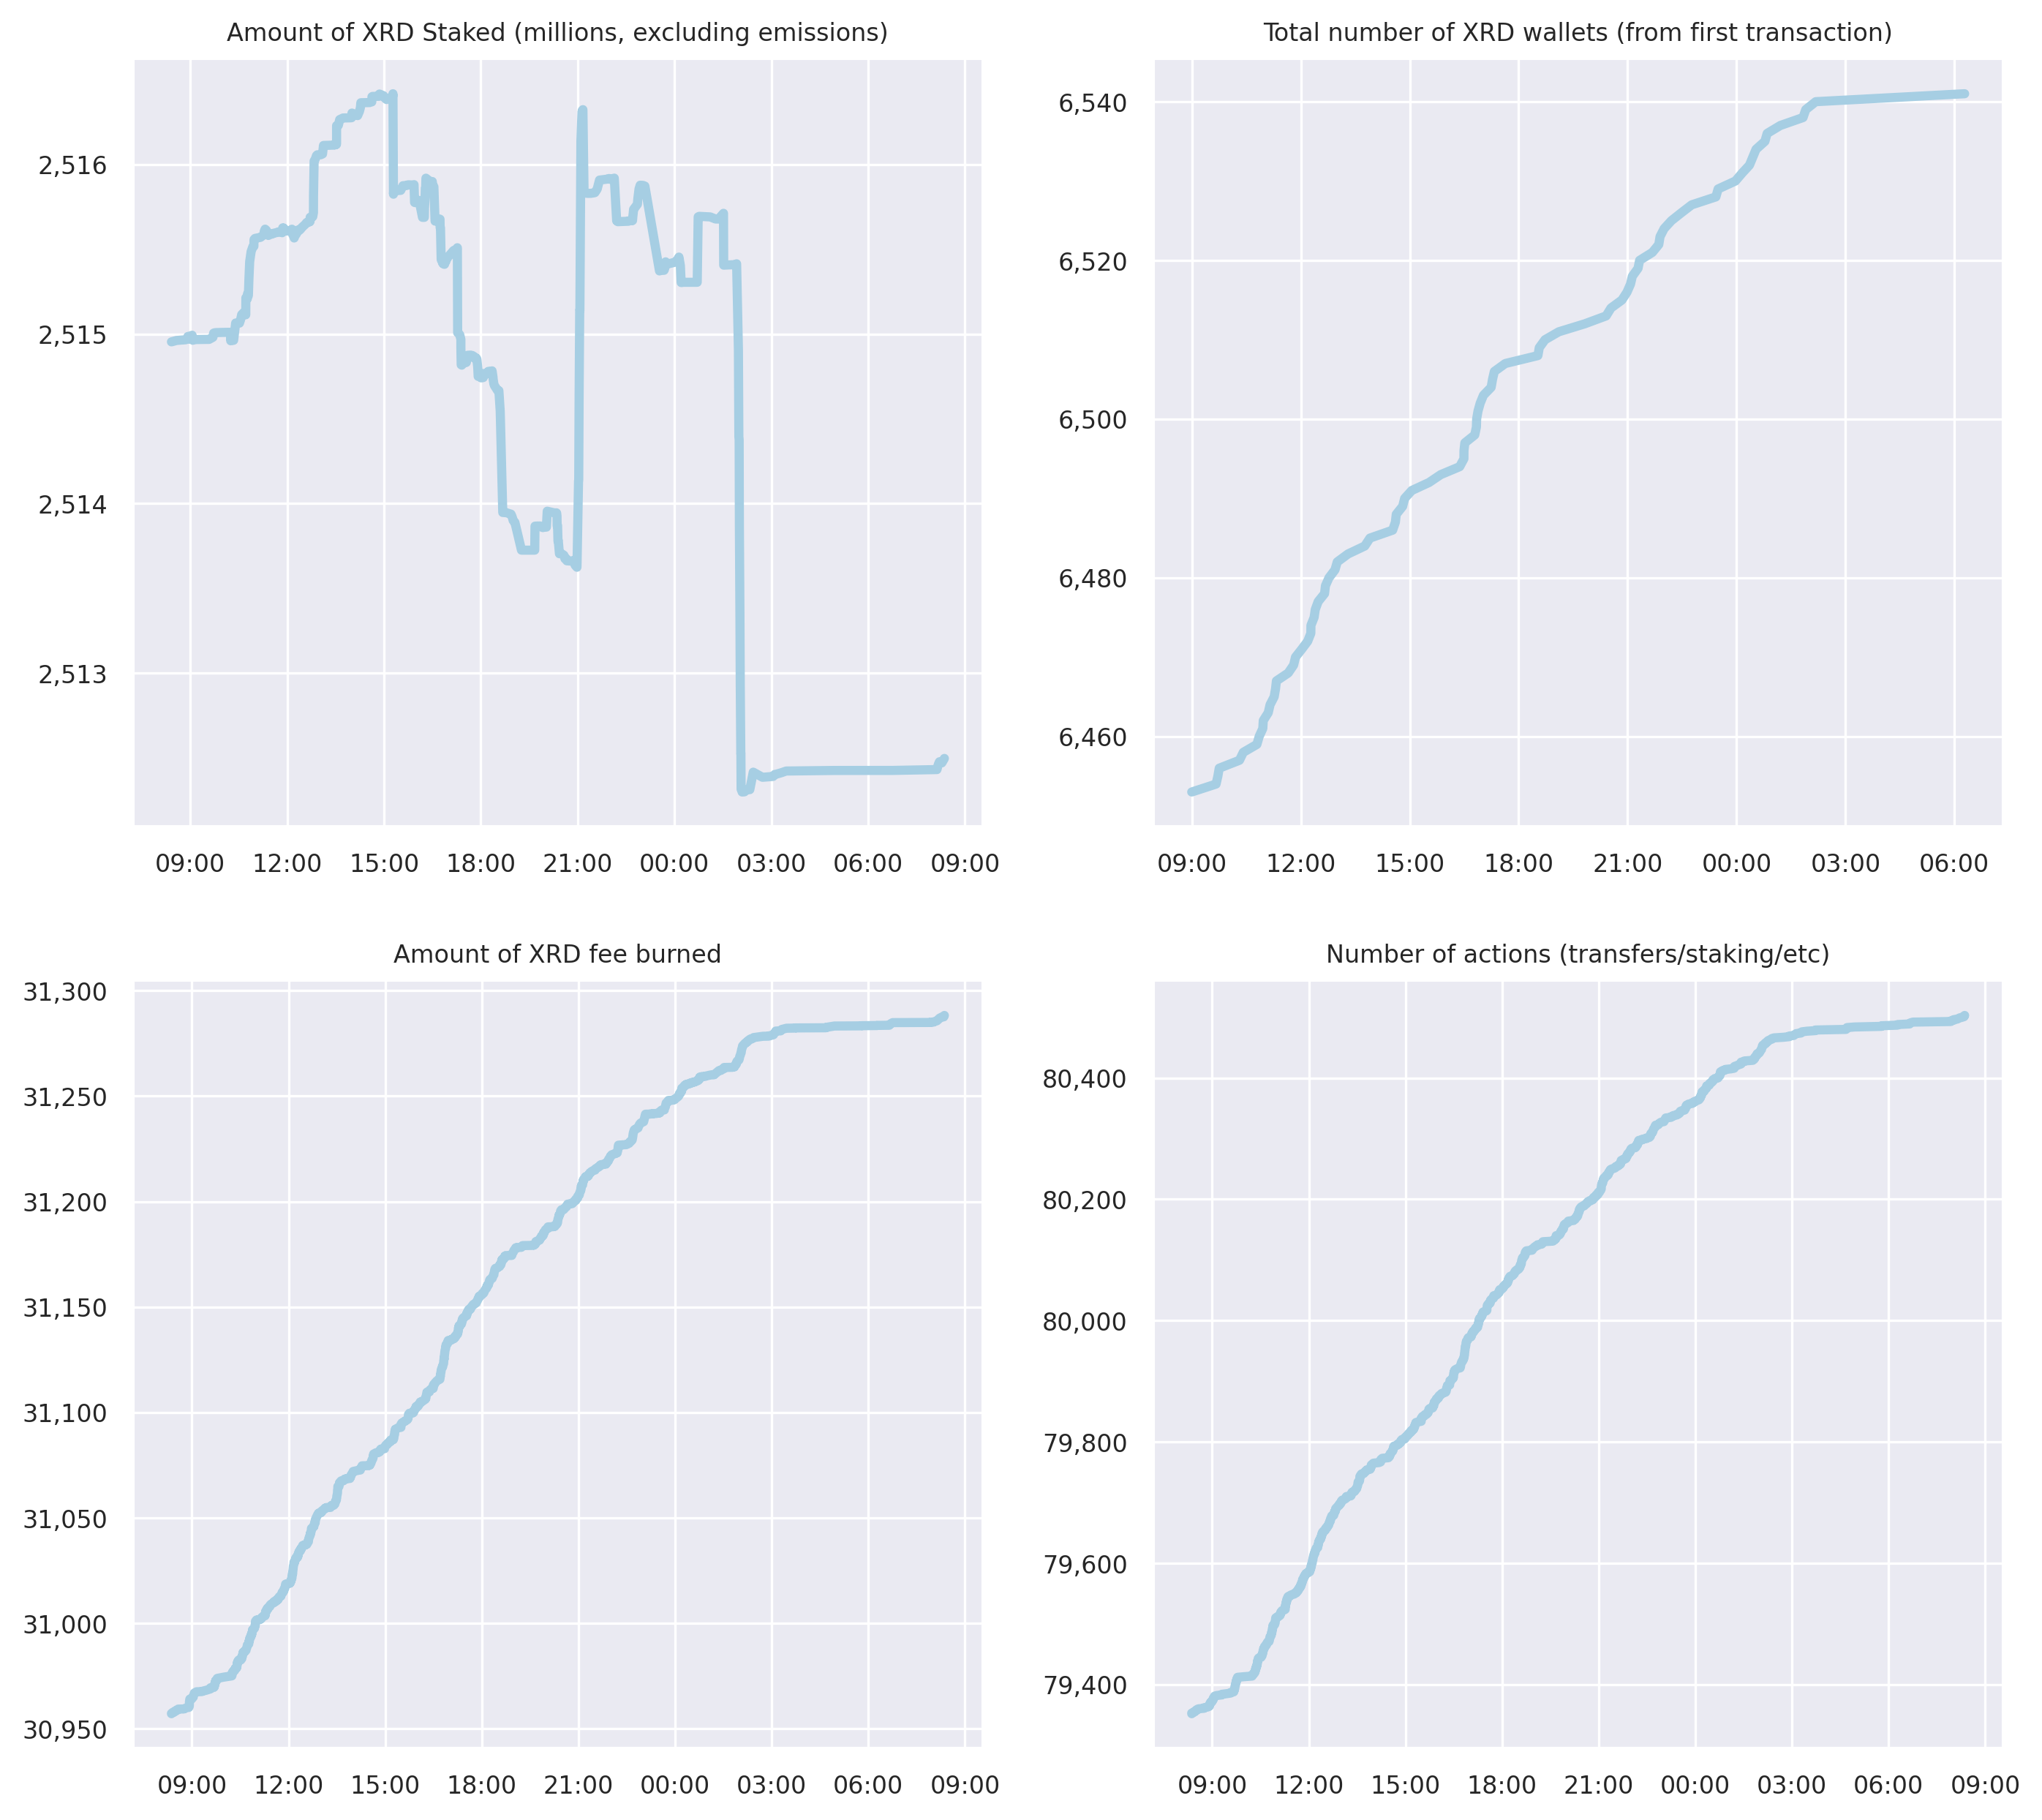 Amount of XRD Staked (millions, excluding emissions)
2,516
2,515
2,514
2,513
09:00 12:00 15:00 18:00 21:00 00:00 03:00 06:00 09:00
Total number of XRD wallets (from first transaction)
6,540
6,520
6,500
6,480
6,460
09:00 12:00 15:00 18:00 21:00 00:00 03:00 06:00
Amount of XRD fee burned
31,300
31,250
31,200
31,150
31,100
31,050
31,000
30,950
09:00 12:00 15:00 18:00 21:00 00:00 03:00 06:00 09:00
Number of actions (transfers/staking/etc)
80,400
80,200
80,000
79,800
79,600
79,400
09:00 12:00 15:00 18:00 21:00 00:00 03:00 06:00 09:00